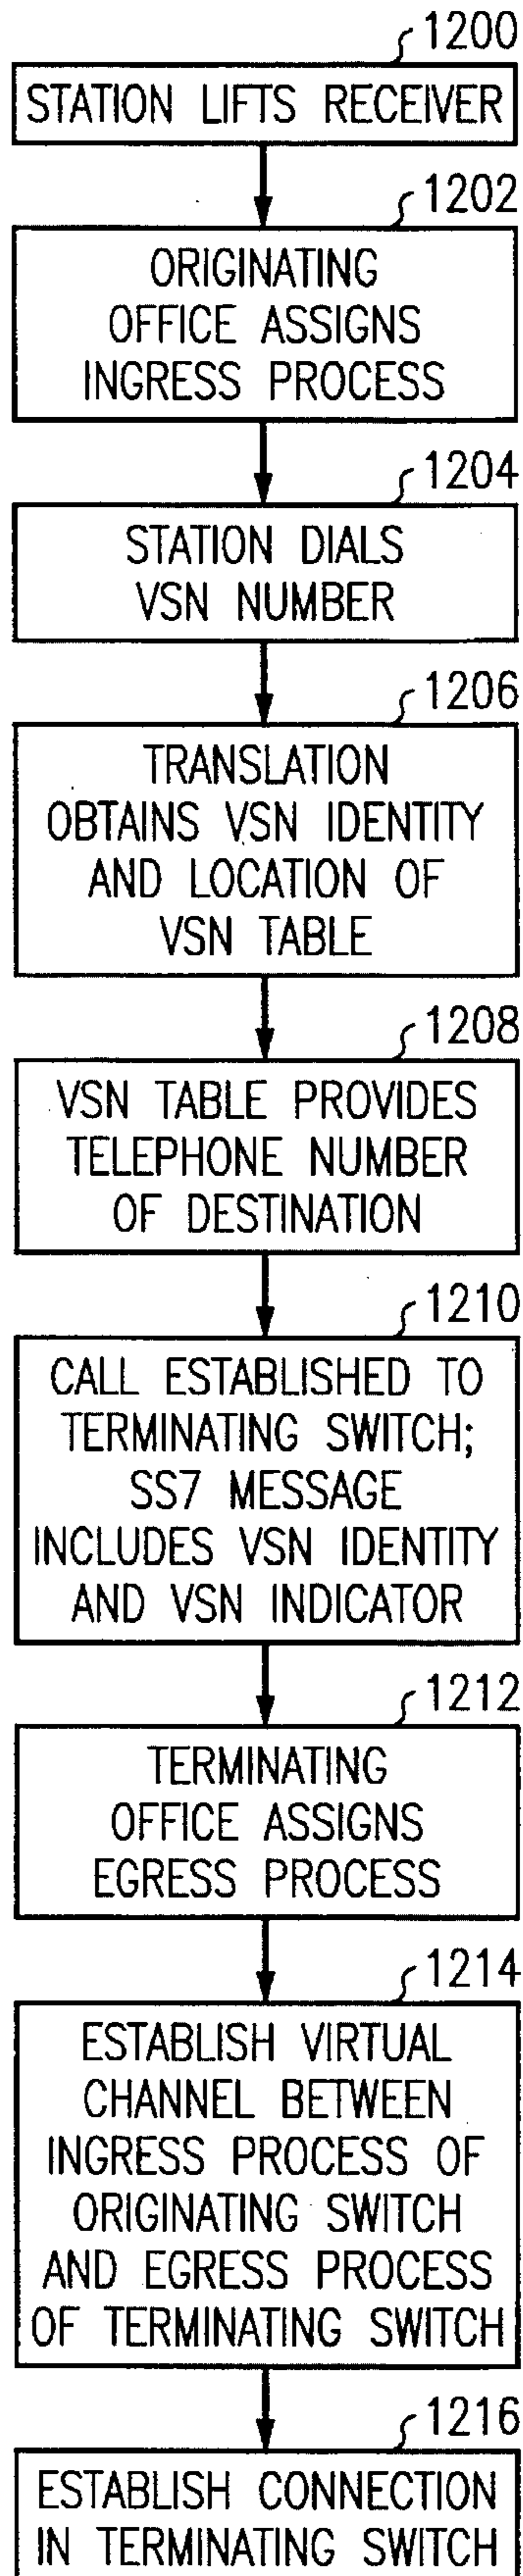 1200
STATION LIFTS RECEIVER
1202
ORIGINATING
OFFICE ASSIGNS
INGRESS PROCESS
1204
STATION DIALS
VSN NUMBER
1206
TRANSLATION
OBTAINS VSN IDENTITY
AND LOCATION OF
VSN TABLE
1208
VSN TABLE PROVIDES
TELEPHONE NUMBER
OF DESTINATION
1210
CALL ESTABLISHED TO
TERMINATING SWITCH;
SS7 MESSAGE
INCLUDES VSN IDENTITY
AND VSN INDICATOR
1212
TERMINATING
OFFICE ASSIGNS
EGRESS PROCESS
1214
ESTABLISH VIRTUAL
CHANNEL BETWEEN
INGRESS PROCESS OF
ORIGINATING SWITCH
AND EGRESS PROCESS
OF TERMINATING SWITCH
1216
ESTABLISH CONNECTION
IN TERMINATING SWITCH